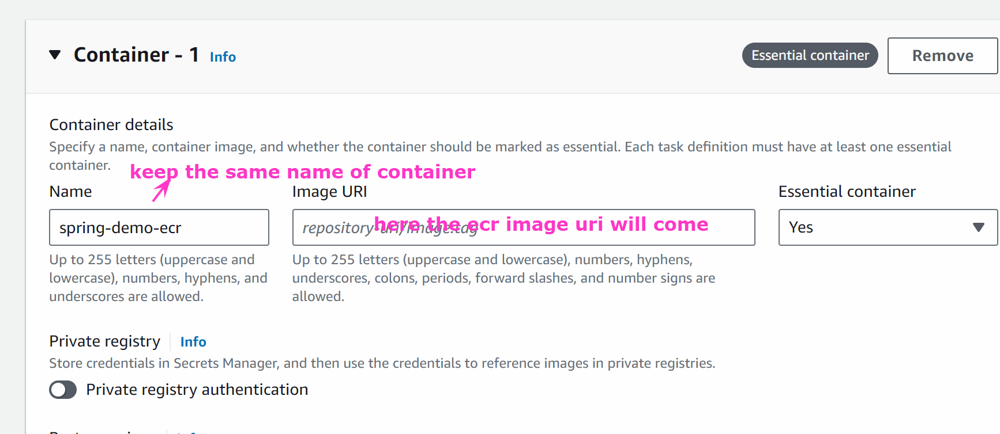 Container - 1 Info Essential container Remove
Container details
Specify a name, container image, and whether the container should be marked as essential. Each task definition must have at least one essential
container.
keep the same name of container
Name Image URI Essential container
spring-demo-ecr repository-uri/image:tag Yes
here the ecr image uri will come
Up to 255 letters (uppercase and
lowercase), numbers, hyphens, and
underscores are allowed.
Up to 255 letters (uppercase and lowercase), numbers, hyphens,
underscores, colons, periods, forward slashes, and number signs are
allowed.
Private registry Info
Store credentials in Secrets Manager, and then use the credentials to reference images in private registries.
Private registry authentication